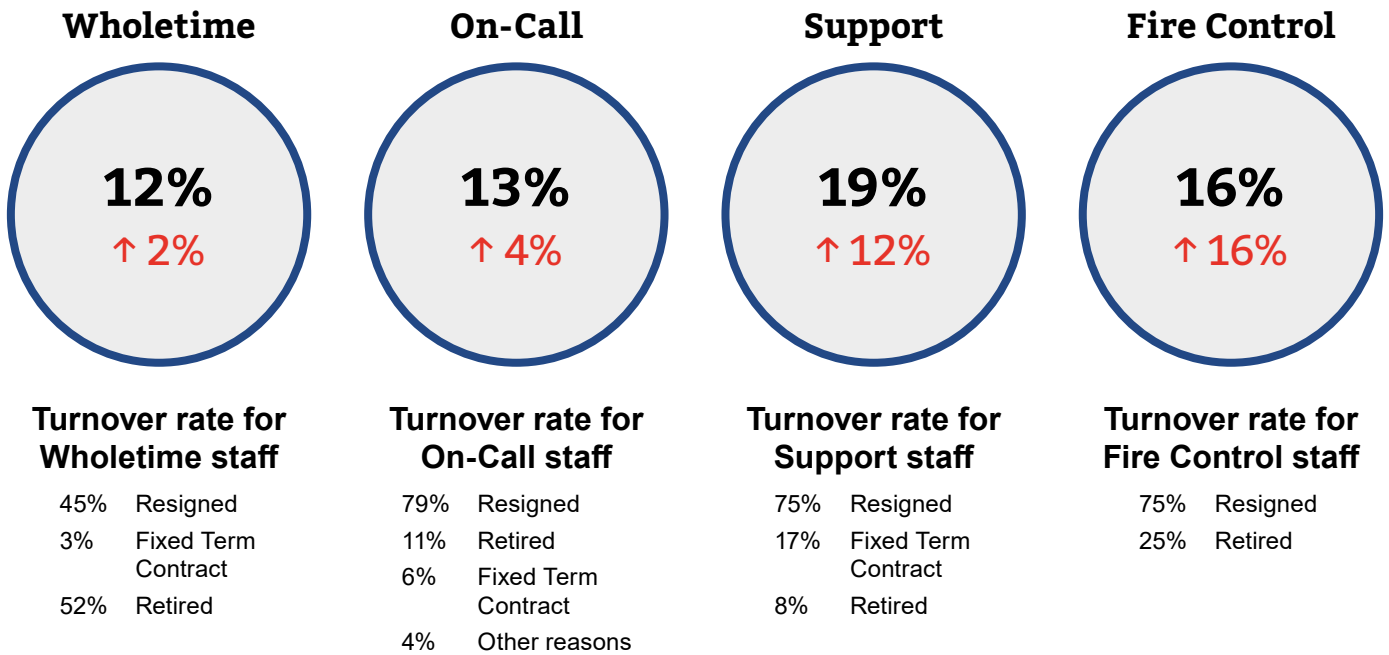 Wholetime
12%
↑ 2%
Turnover rate for
Wholetime staff
45% Resigned
3% Fixed Term
Contract
52% Retired
On-Call
13%
↑ 4%
Turnover rate for
On-Call staff
79% Resigned
11% Retired
6% Fixed Term
Contract
4% Other reasons
Support
19%
↑ 12%
Turnover rate for
Support staff
75% Resigned
17% Fixed Term
Contract
8% Retired
Fire Control
16%
↑ 16%
Turnover rate for
Fire Control staff
75% Resigned
25% Retired